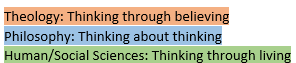 Theology: Thinking through believing
Philosophy: Thinking about thinking
Human/Social Sciences: Thinking through living